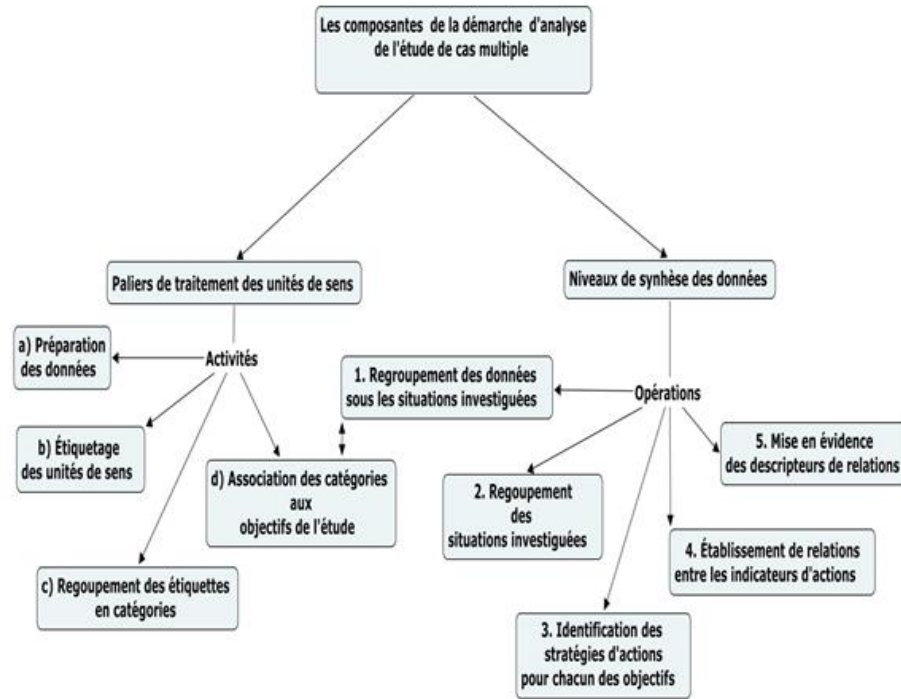 Les composantes de la démarche d'analyse
de l'étude de cas multiple
Paliers de traitement des unités de sens
Niveaux de synhèse des données
a) Préparation
des données
Activités
1. Regroupement des données
sous les situations investiguées
Opérations
b) Étiquetage
des unités de sens
d) Association des catégories
aux
objectifs de l'étude
2. Regoupement
des
situations investiguées
5. Mise en évidence
des descripteurs de relations
c) Regoupement des étiquettes
en catégories
4. Établissement de relations
entre les indicateurs d'actions
3. Identification des
stratégies d'actions
pour chacun des objectifs